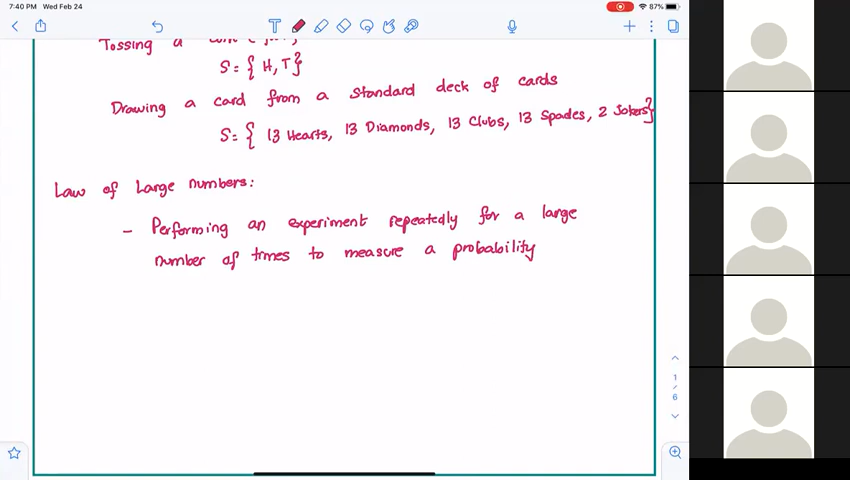 7:40 PM Wed Feb 24
87%
Tossing a
S = { H, T }
Drawing a card from a standard deck of cards
S = { 13 Hearts, 13 Diamonds, 13 Clubs, 13 Spades, 2 Jokers }
Law of Large numbers:
- Performing an experiment repeatedly for a large
number of times to measure a probability
1
/
6